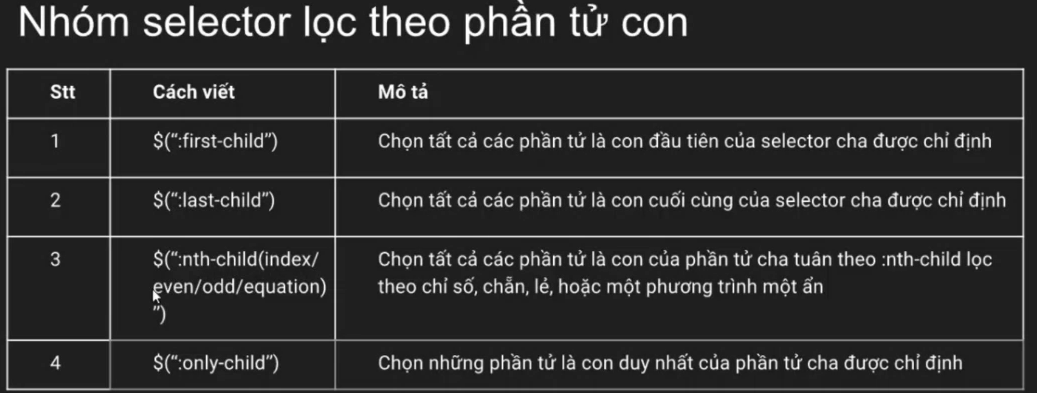 Nhóm selector lọc theo phần tử con
Stt Cách viết Mô tả
1 $(“:first-child”) Chọn tất cả các phần tử là con đầu tiên của selector cha được chỉ định
2 $(“:last-child”) Chọn tất cả các phần tử là con cuối cùng của selector cha được chỉ định
3 $(“:nth-child(index/ Chọn tất cả các phần tử là con của phần tử cha tuân theo :nth-child lọc
even/odd/equation) theo chỉ số, chẵn, lẻ, hoặc một phương trình một ẩn
”)
4 $(“:only-child”) Chọn những phần tử là con duy nhất của phần tử cha được chỉ định